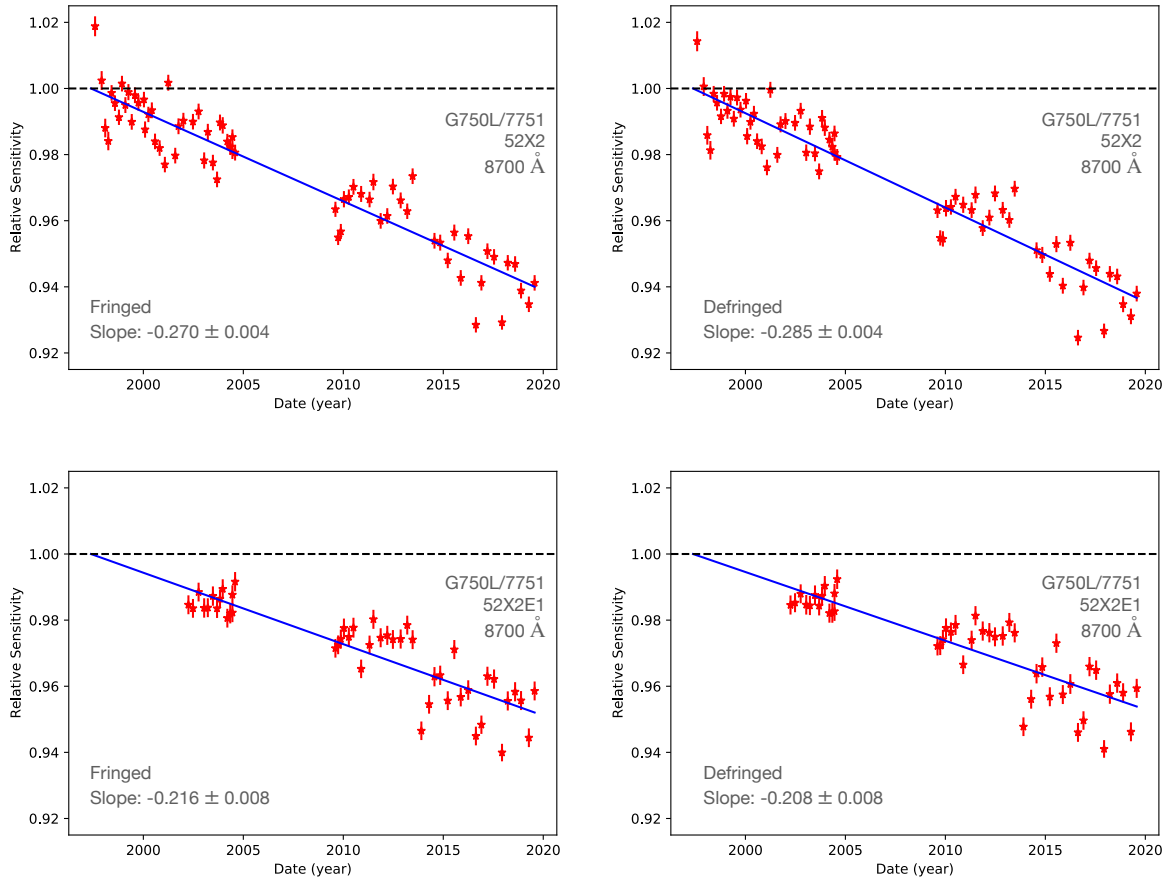 1.02
1.00
0.98
0.96
0.94
0.92
Relative Sensitivity
G750L/7751
52X2
8700 Å
Fringed
Slope: -0.270 ± 0.004
2000 2005 2010 2015 2020
Date (year)
1.02
1.00
0.98
0.96
0.94
0.92
Relative Sensitivity
G750L/7751
52X2
8700 Å
Defringed
Slope: -0.285 ± 0.004
2000 2005 2010 2015 2020
Date (year)
1.02
1.00
0.98
0.96
0.94
0.92
Relative Sensitivity
G750L/7751
52X2E1
8700 Å
Fringed
Slope: -0.216 ± 0.008
2000 2005 2010 2015 2020
Date (year)
1.02
1.00
0.98
0.96
0.94
0.92
Relative Sensitivity
G750L/7751
52X2E1
8700 Å
Defringed
Slope: -0.208 ± 0.008
2000 2005 2010 2015 2020
Date (year)